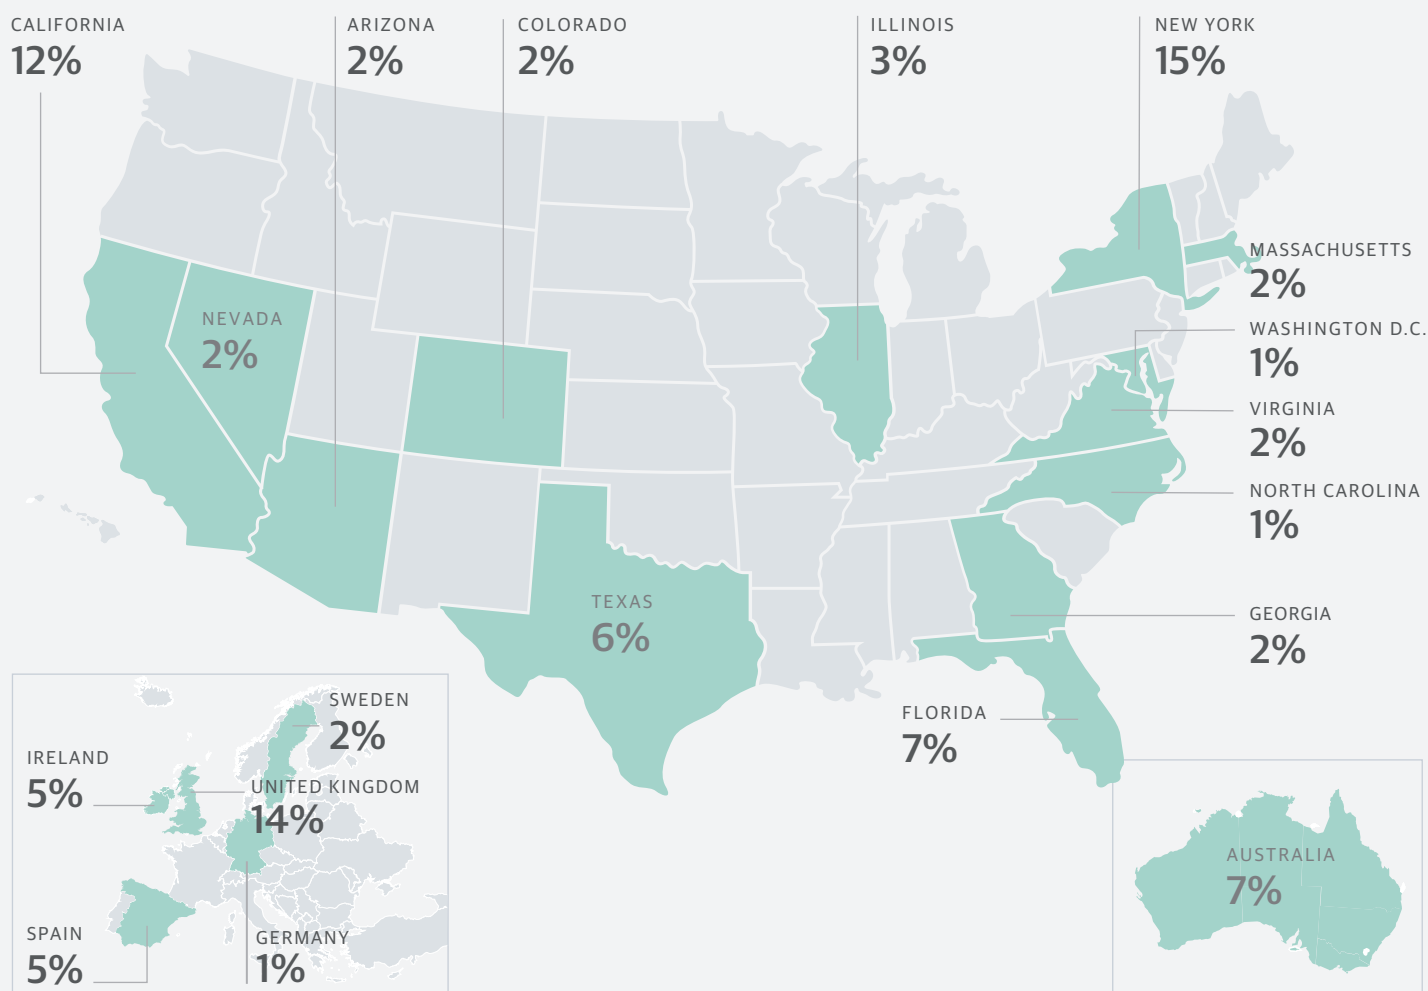 CALIFORNIA
12%
ARIZONA
2%
COLORADO
2%
ILLINOIS
3%
NEW YORK
15%
MASSACHUSETTS
2%
NEVADA
2%
WASHINGTON D.C.
1%
VIRGINIA
2%
NORTH CAROLINA
1%
TEXAS
6%
GEORGIA
2%
FLORIDA
7%
SWEDEN
2%
IRELAND
5%
UNITED KINGDOM
14%
SPAIN
5%
GERMANY
1%
AUSTRALIA
7%